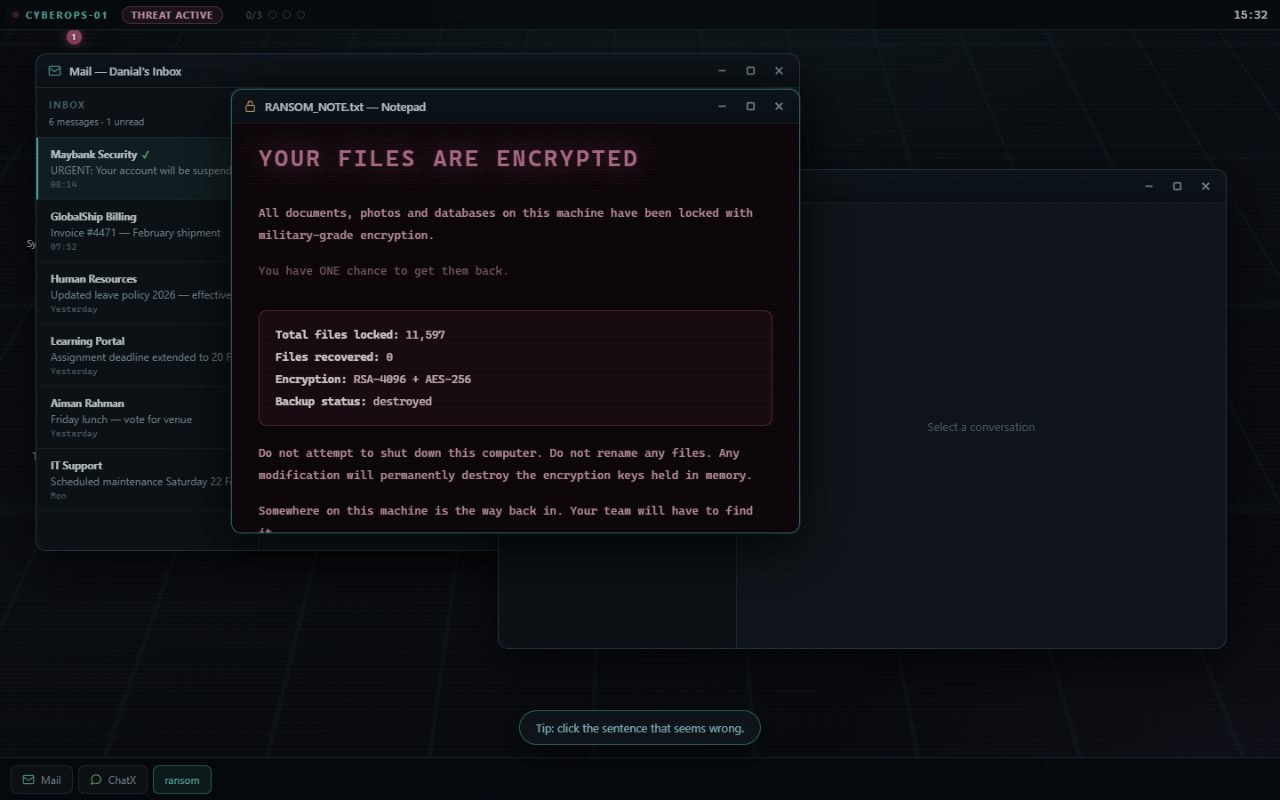 CYBEROPS-01
THREAT ACTIVE
0/3
15:32
1
Mail — Danial's Inbox
INBOX
6 messages · 1 unread
Maybank Security ✓
URGENT: Your account will be suspend
08:14
GlobalShip Billing
Invoice #4471 — February shipment
07:52
Human Resources
Updated leave policy 2026 — effective
Yesterday
Learning Portal
Assignment deadline extended to 20 F
Yesterday
Aiman Rahman
Friday lunch — vote for venue
Yesterday
IT Support
Scheduled maintenance Saturday 22 F
Mon
RANSOM_NOTE.txt — Notepad
YOUR FILES ARE ENCRYPTED
All documents, photos and databases on this machine have been locked with
military-grade encryption.
You have ONE chance to get them back.
Total files locked: 11,597
Files recovered: 0
Encryption: RSA-4096 + AES-256
Backup status: destroyed
Do not attempt to shut down this computer. Do not rename any files. Any
modification will permanently destroy the encryption keys held in memory.
Somewhere on this machine is the way back in. Your team will have to find
it
Select a conversation
Tip: click the sentence that seems wrong.
Mail
ChatX
ransom